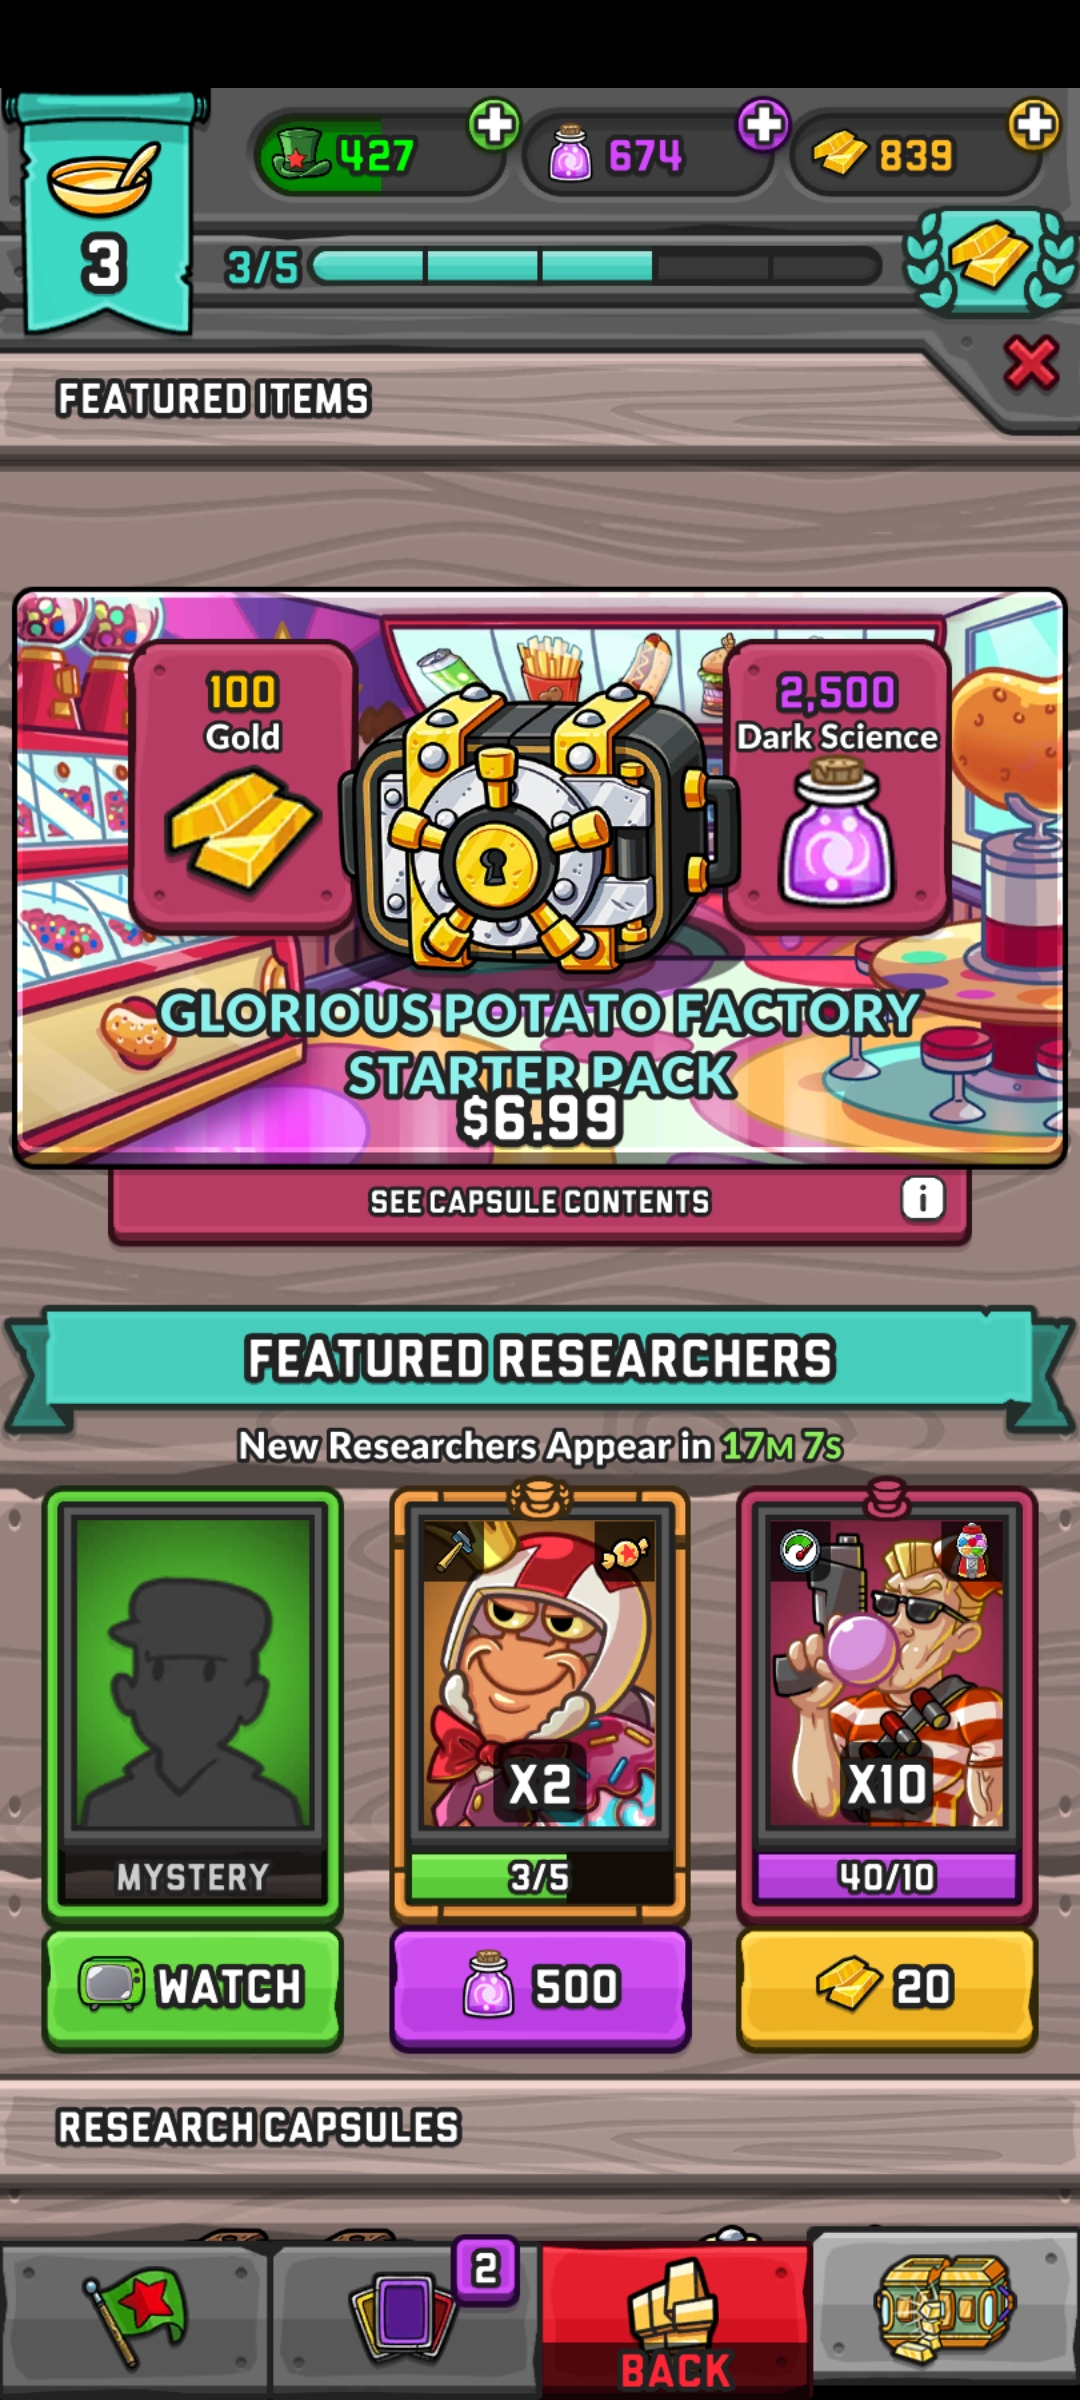 427
674
839
3
3/5
FEATURED ITEMS
100
Gold
2,500
Dark Science
GLORIOUS POTATO FACTORY
STARTER PACK
$6.99
SEE CAPSULE CONTENTS
i
FEATURED RESEARCHERS
New Researchers Appear in 17M 7S
X2
X10
MYSTERY
3/5
40/10
WATCH
500
20
RESEARCH CAPSULES
2
BACK